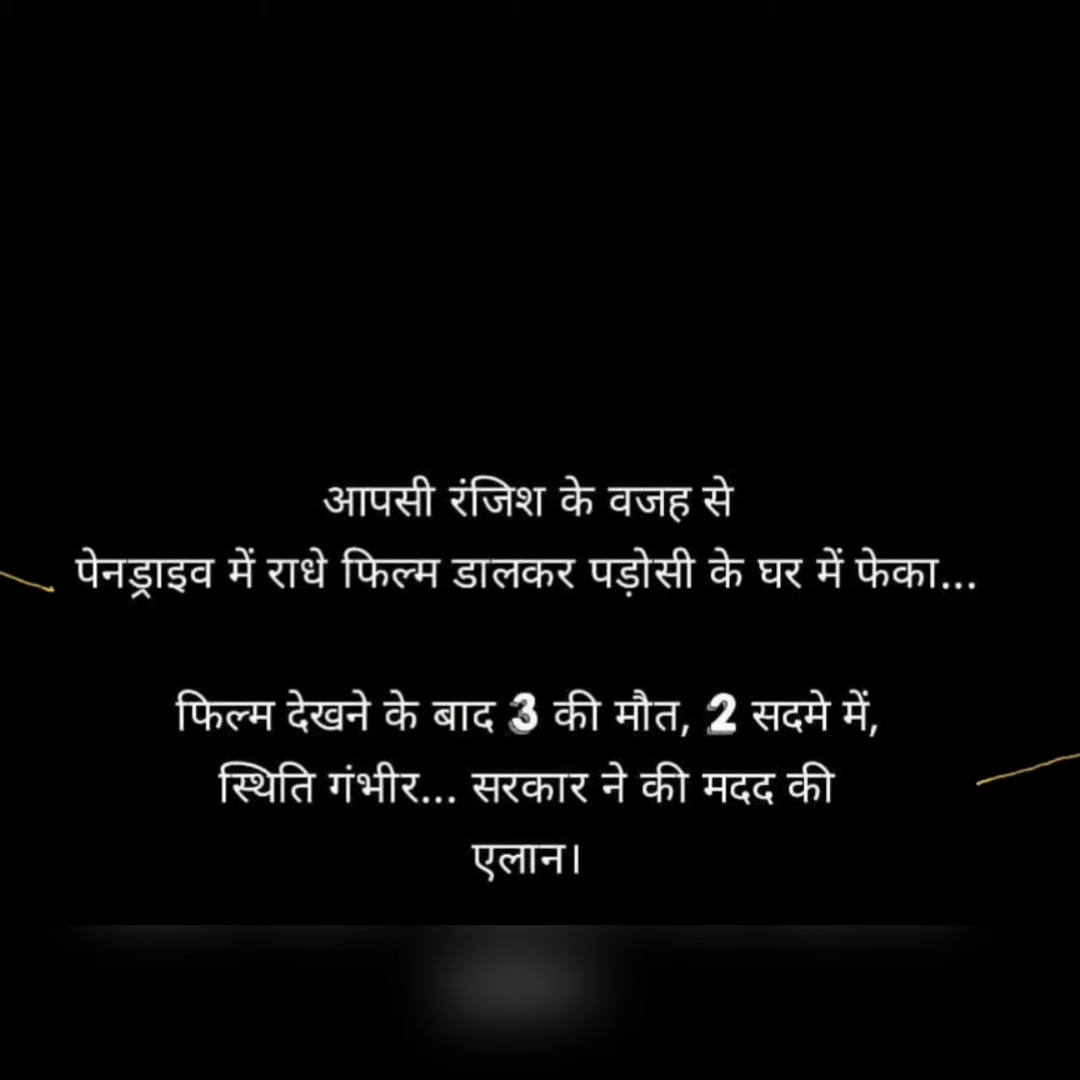 आपसी रंजिश के वजह से
पेनड्राइव में राधे फिल्म डालकर पड़ोसी के घर में फेका...
फिल्म देखने के बाद 3 की मौत, 2 सदमे में,
स्थिति गंभीर... सरकार ने की मदद की
एलान।